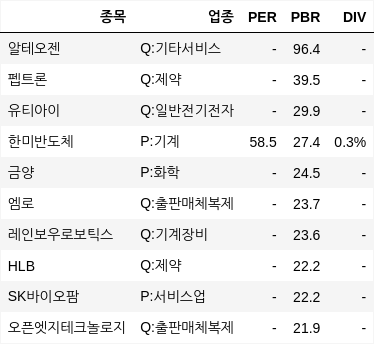 종목 업종 PER PBR DIV
알테오젠 Q:기타서비스 - 96.4 -
펩트론 Q:제약 - 39.5 -
유티아이 Q:일반전기전자 - 29.9 -
한미반도체 P:기계 58.5 27.4 0.3%
금양 P:화학 - 24.5 -
엠로 Q:출판매체복제 - 23.7 -
레인보우로보틱스 Q:기계장비 - 23.6 -
HLB Q:제약 - 22.2 -
SK바이오팜 P:서비스업 - 22.2 -
오픈엣지테크놀로지 Q:출판매체복제 - 21.9 -